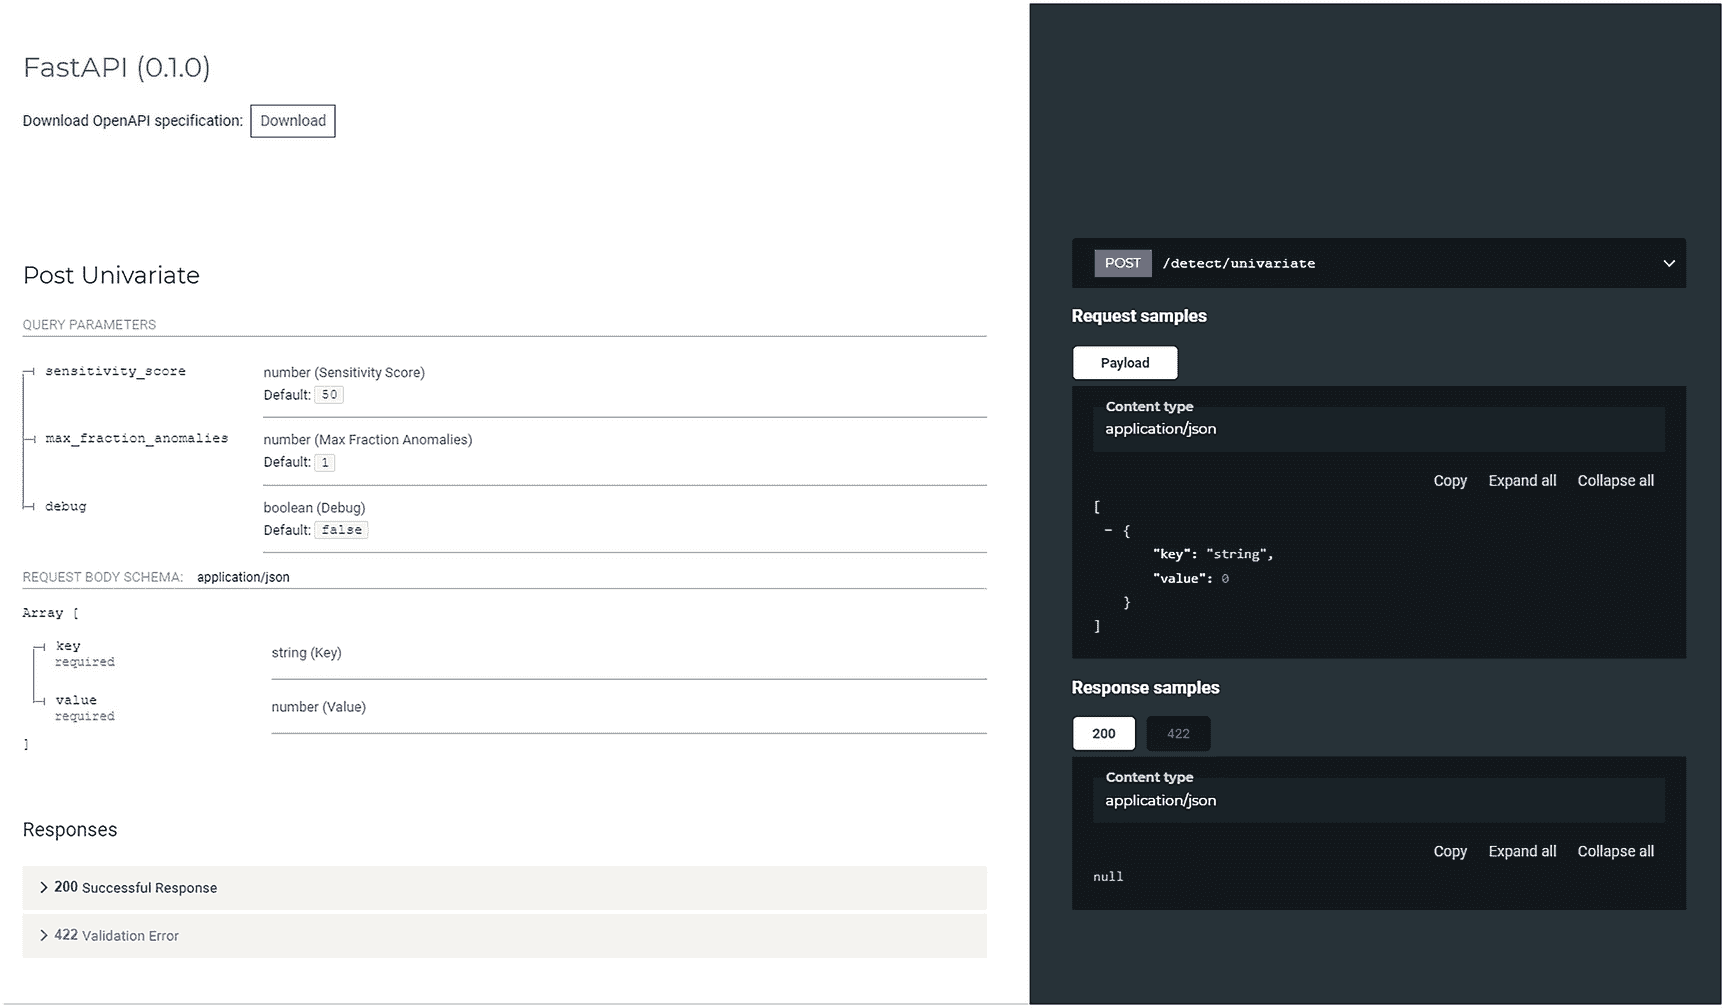 FastAPI (0.1.0)
Download OpenAPI specification: Download
Post Univariate
QUERY PARAMETERS
sensitivity_score
number (Sensitivity Score)
Default: 50
max_fraction_anomalies
number (Max Fraction Anomalies)
Default: 1
debug
boolean (Debug)
Default: false
REQUEST BODY SCHEMA: application/json
Array [
key
required
string (Key)
value
required
number (Value)
]
Responses
> 200 Successful Response
> 422 Validation Error
POST /detect/univariate
Request samples
Payload
Content type
application/json
Copy Expand all Collapse all
[
- {
"key": "string",
"value": 0
}
]
Response samples
200 422
Content type
application/json
Copy Expand all Collapse all
null